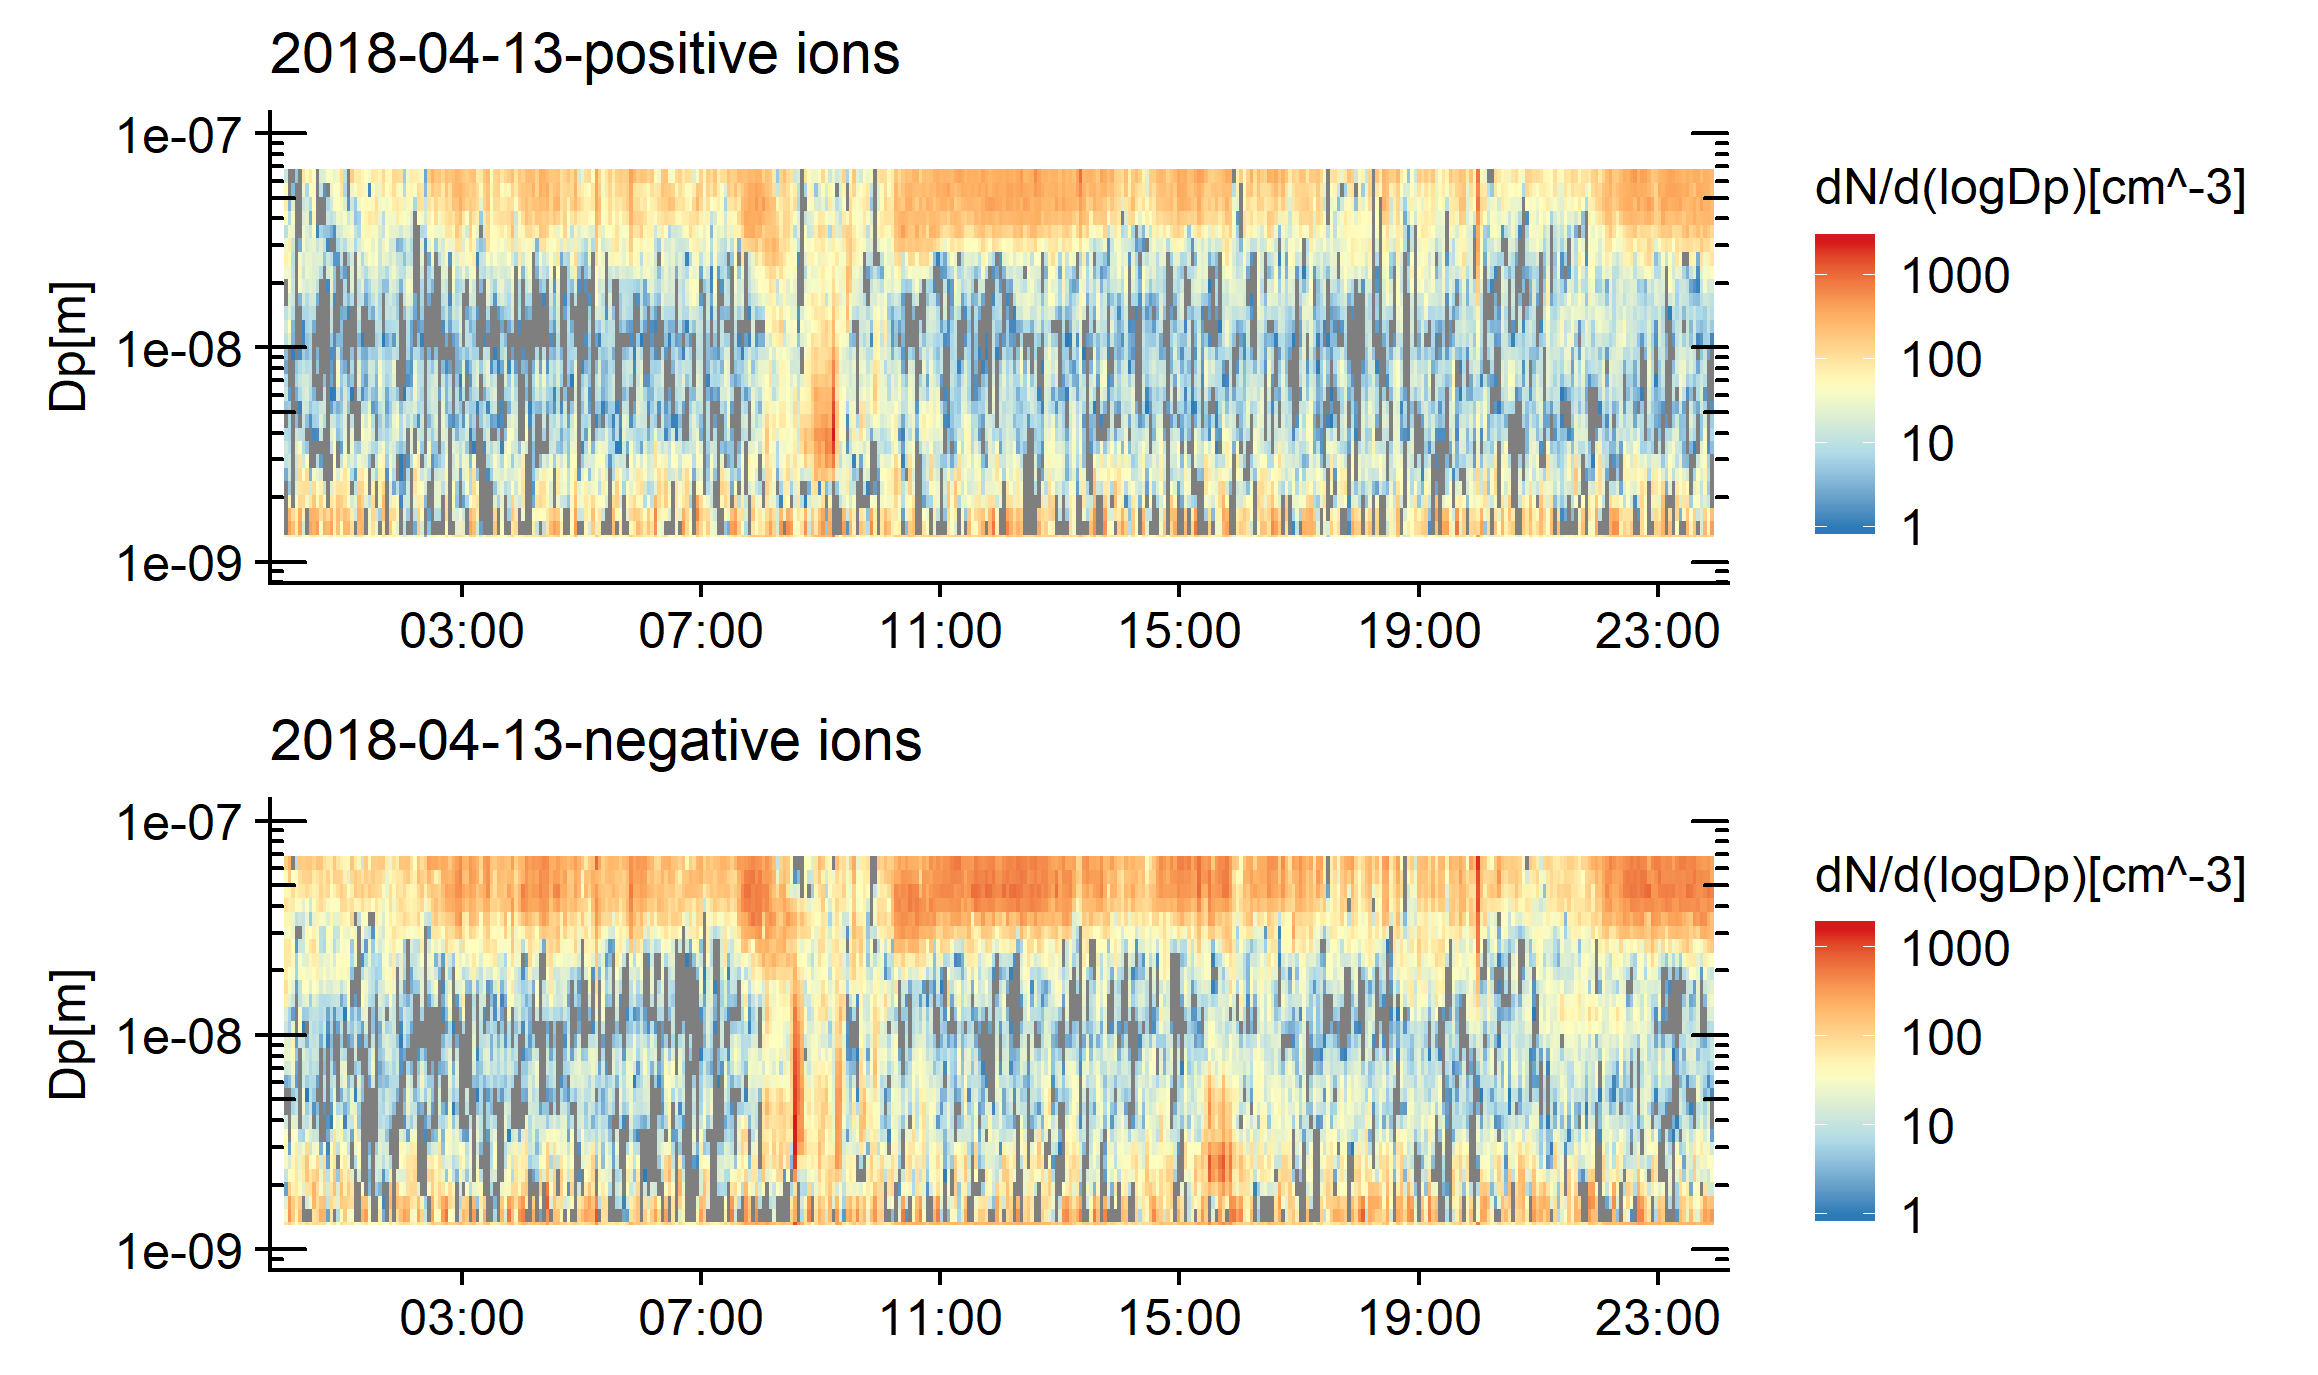 2018-04-13-positive ions
1e-07
1e-08
1e-09
Dp[m]
03:00 07:00 11:00 15:00 19:00 23:00
dN/d(logDp)[cm^-3]
1000
100
10
1
2018-04-13-negative ions
1e-07
1e-08
1e-09
Dp[m]
03:00 07:00 11:00 15:00 19:00 23:00
dN/d(logDp)[cm^-3]
1000
100
10
1